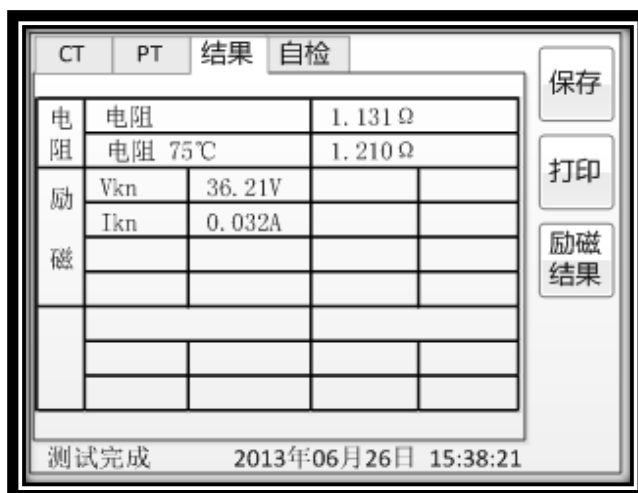 CT PT 结果 自检
保存
电阻 电阻 1.131Ω
电阻 75℃ 1.210Ω
打印
励磁 Vkn 36.21V
Ikn 0.032A
励磁
结果
测试完成 2013年06月26日 15:38:21